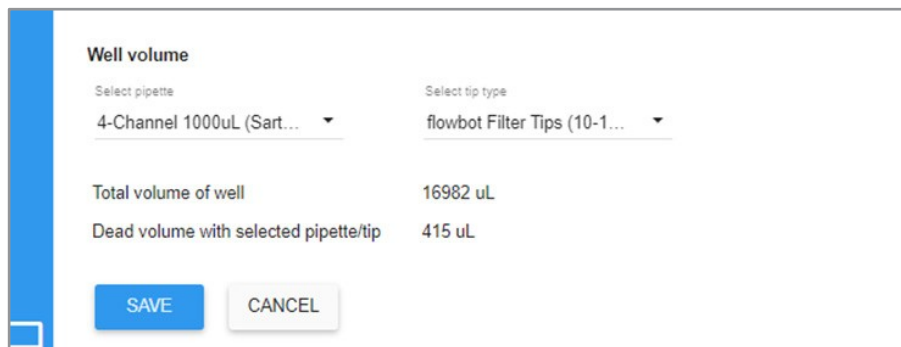 Well volume
Select pipette Select tip type
4-Channel 1000uL (Sart... flowbot Filter Tips (10-1...
Total volume of well 16982 uL
Dead volume with selected pipette/tip 415 uL
SAVE CANCEL